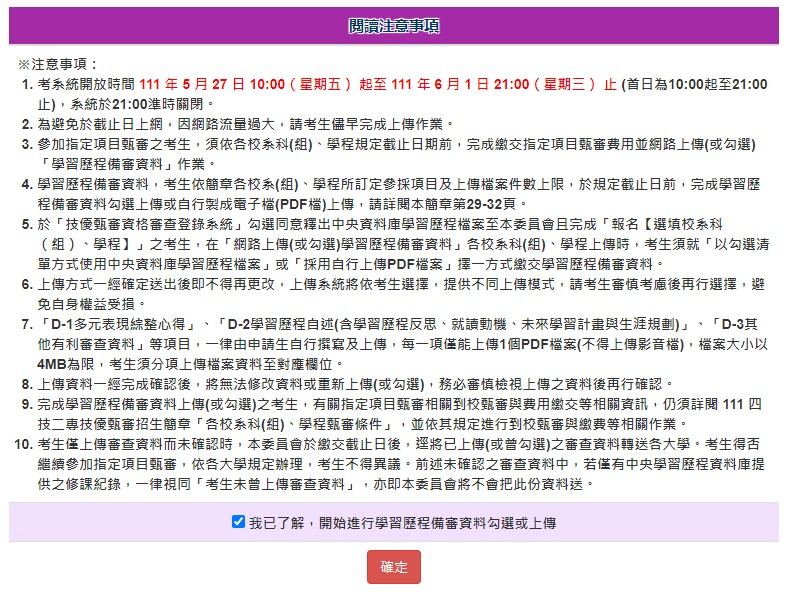 閱讀注意事項
※注意事項：
1. 考系統開放時間 111 年 5 月 27 日 10:00（星期五） 起至 111 年 6 月 1 日 21:00（星期三） 止 (首日為10:00起至21:00
止)，系統於21:00準時關閉。
2. 為避免於截止日上網，因網路流量過大，請考生儘早完成上傳作業。
3. 參加指定項目甄審之考生，須依各校系科(組)、學程規定截止日期前，完成繳交指定項目甄審費用並網路上傳(或勾選)
「學習歷程備審資料」作業。
4. 學習歷程備審資料，考生依簡章各校系(組)、學程所訂定參採項目及上傳檔案件數上限，於規定截止日前，完成學習歷
程備審資料勾選上傳或自行製成電子檔(PDF檔)上傳，請詳閱本簡章第29-32頁。
5. 於「技優甄審資格審查登錄系統」勾選同意釋出中央資料庫學習歷程檔案至本委員會且完成「報名【選填校系科
（組）、學程】」之考生，在「網路上傳(或勾選)學習歷程備審資料」各校系科(組)、學程上傳時，考生須就「以勾選清
單方式使用中央資料庫學習歷程檔案」或「採用自行上傳PDF檔案」擇一方式繳交學習歷程備審資料。
6. 上傳方式一經確定送出後即不得再更改，上傳系統將依考生選擇，提供不同上傳模式，請考生審慎考慮後再行選擇，避
免自身權益受損。
7. 「D-1多元表現綜整心得」、「D-2學習歷程自述(含學習歷程反思、就讀動機、未來學習計畫與生涯規劃)」、「D-3其
他有利審查資料」等項目，一律由申請生自行撰寫及上傳，每一項僅能上傳1個PDF檔案(不得上傳影音檔)，檔案大小以
4MB為限，考生須分項上傳檔案資料至對應欄位。
8. 上傳資料一經完成確認後，將無法修改資料或重新上傳(或勾選)，務必審慎檢視上傳之資料後再行確認。
9. 完成學習歷程備審資料上傳(或勾選)之考生，有關指定項目甄審相關到校甄審與費用繳交等相關資訊，仍須詳閱 111 四
技二專技優甄審招生簡章「各校系科(組)、學程甄審條件」，並依其規定進行到校甄審與繳費等相關作業。
10. 考生僅上傳審查資料而未確認時，本委員會於繳交截止日後，逕將已上傳(或曾勾選)之審查資料轉送各大學。考生得否
繼續參加指定項目甄審，依各大學規定辦理，考生不得異議。前述未確認之審查資料中，若僅有中央學習歷程資料庫提
供之修課紀錄，一律視同「考生未曾上傳審查資料」，亦即本委員會將不會把此份資料送。
我已了解，開始進行學習歷程備審資料勾選或上傳
確定